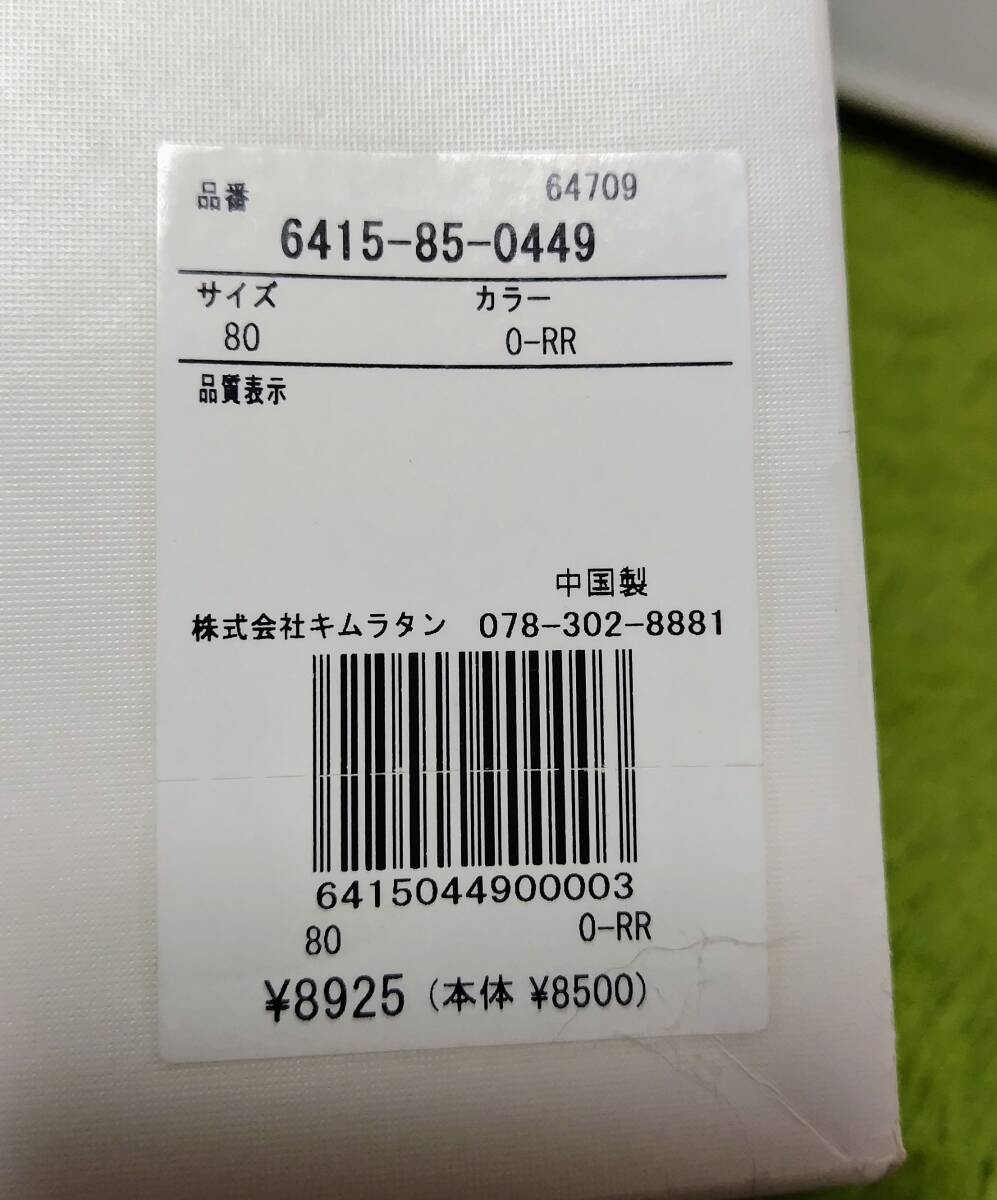 品番 64709
6415-85-0449
サイズ カラー
80 0-RR
品質表示
中国製
株式会社キムラタン 078-302-8881
6415044900003
80 0-RR
¥8925(本体 ¥8500)